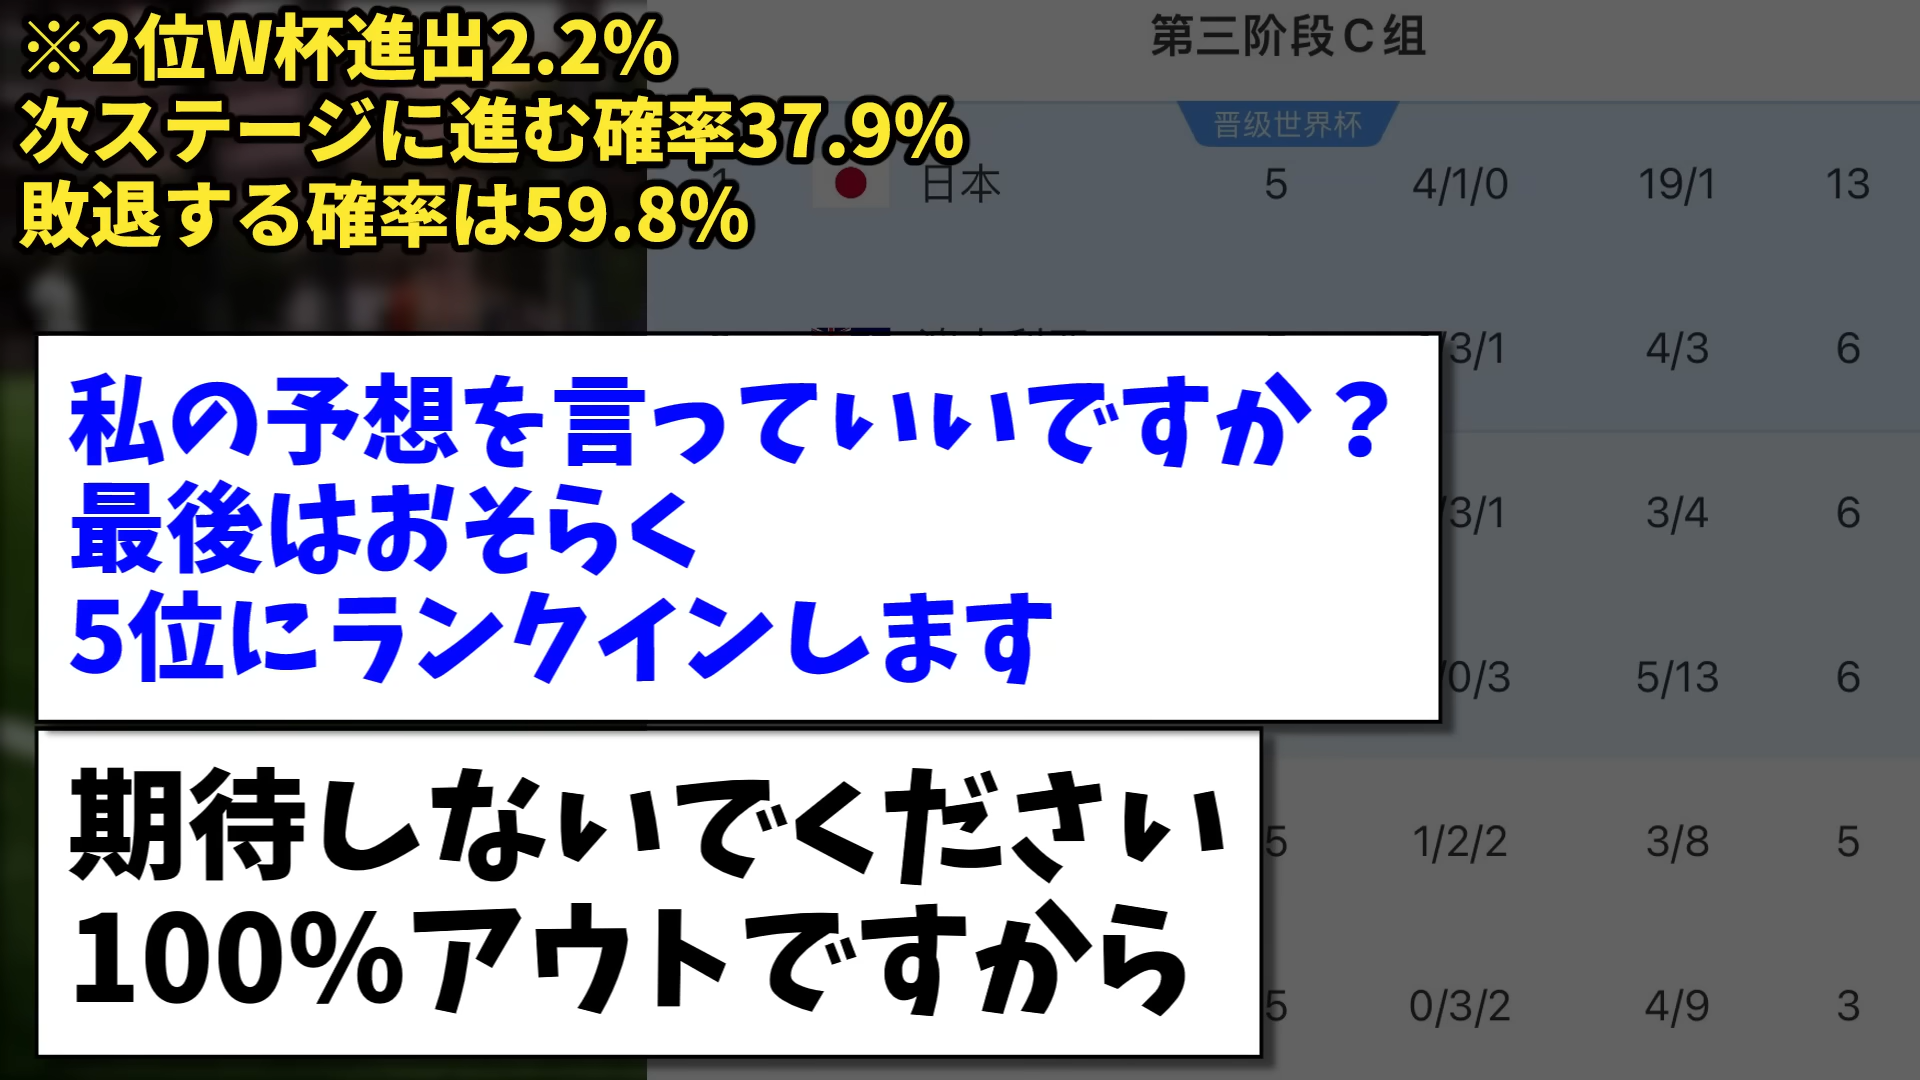 ※2位W杯進出2.2%
次ステージに進む確率37.9%
敗退する確率は59.8%
第三阶段C组
晋级世界杯
1 日本 5 4/1/0 19/1 13
3/1 4/3 6
私の予想を言っていいですか？
最後はおそらく
5位にランクインします
/3/1 3/4 6
/0/3 5/13 6
期待しないでください
100%アウトですから
5 1/2/2 3/8 5
5 0/3/2 4/9 3